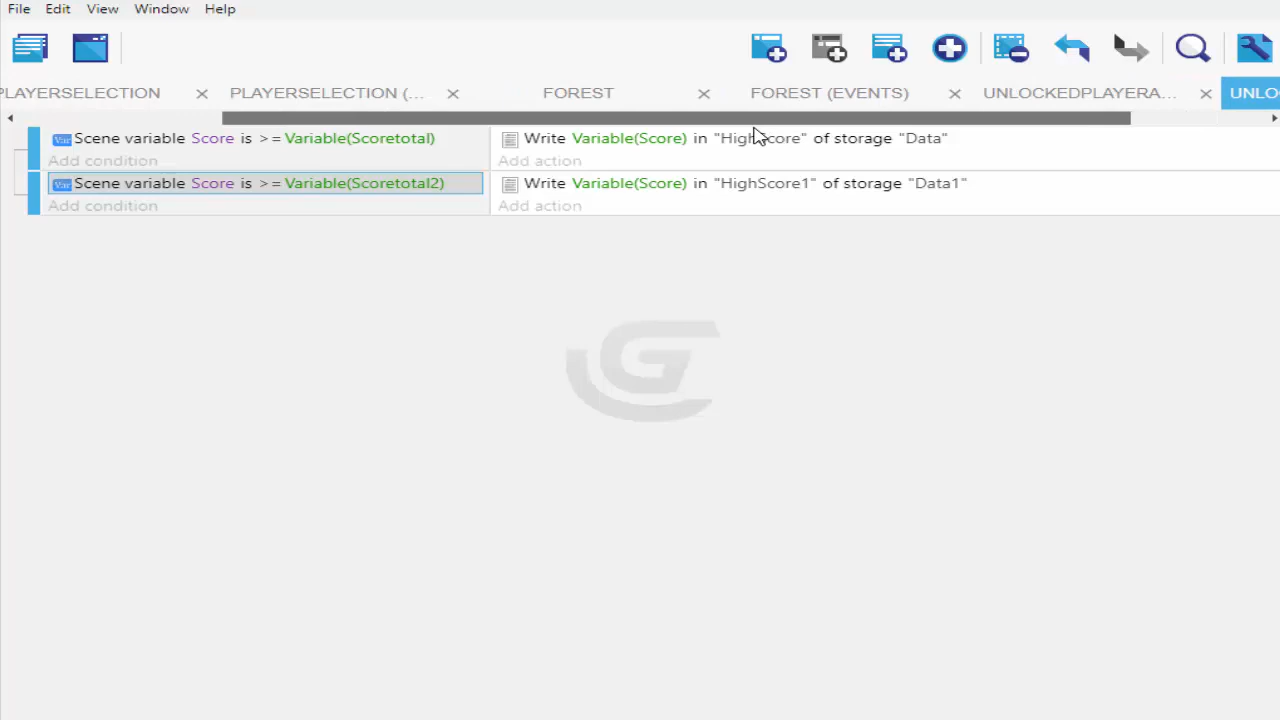 File Edit View Window Help
PLAYERSELECTION PLAYERSELECTION (... FOREST FOREST (EVENTS) UNLOCKEDPLAYERA... UNLO
Var Scene variable Score is >= Variable(Scoretotal) Write Variable(Score) in "Highscore" of storage "Data"
Add condition Add action
Var Scene variable Score is >= Variable(Scoretotal2) Write Variable(Score) in "Highscore1" of storage "Data1"
Add condition Add action